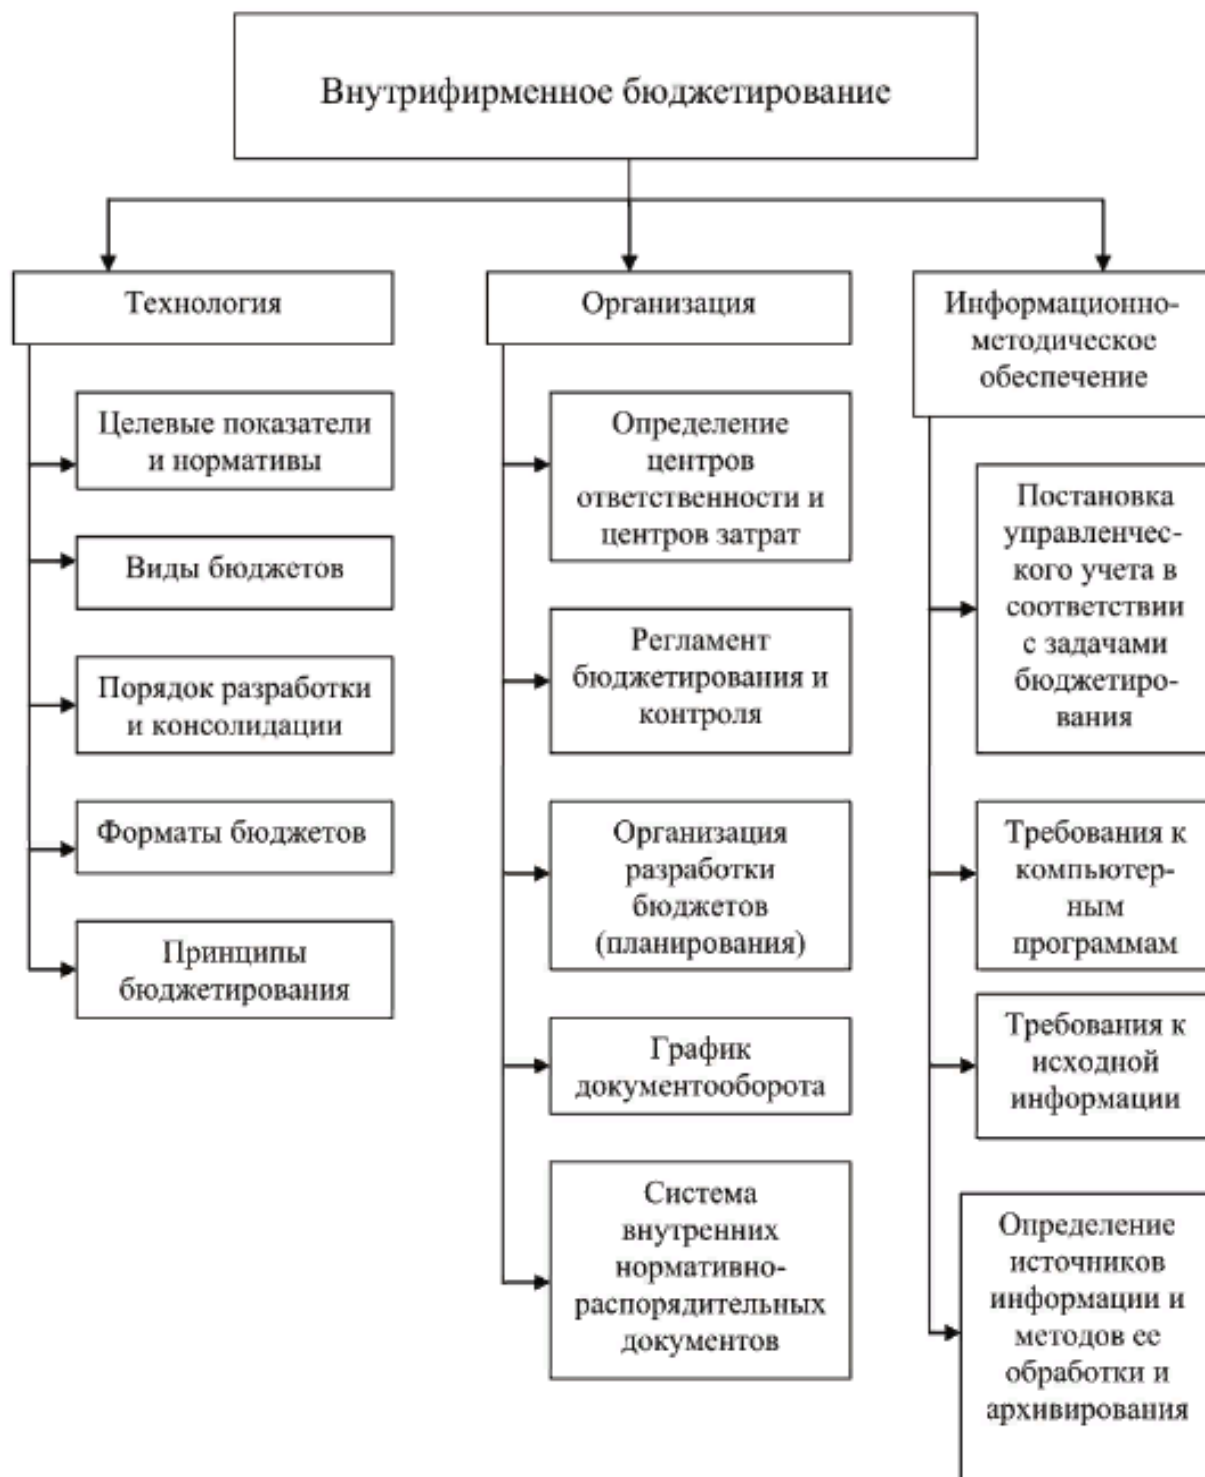 Внутрифирменное бюджетирование
Технология
Целевые показатели
и нормативы
Виды бюджетов
Порядок разработки
и консолидации
Форматы бюджетов
Принципы
бюджетирования
Организация
Определение
центров
ответственности и
центров затрат
Регламент
бюджетирования и
контроля
Организация
разработки
бюджетов
(планирования)
График
документооборота
Система
внутренних
нормативно-
распорядительных
документов
Информационно-
методическое
обеспечение
Постановка
управленчес-
кого учета в
соответствии
с задачами
бюджетиро-
вания
Требования к
компьютер-
ным
программам
Требования к
исходной
информации
Определение
источников
информации и
методов ее
обработки и
архивирования